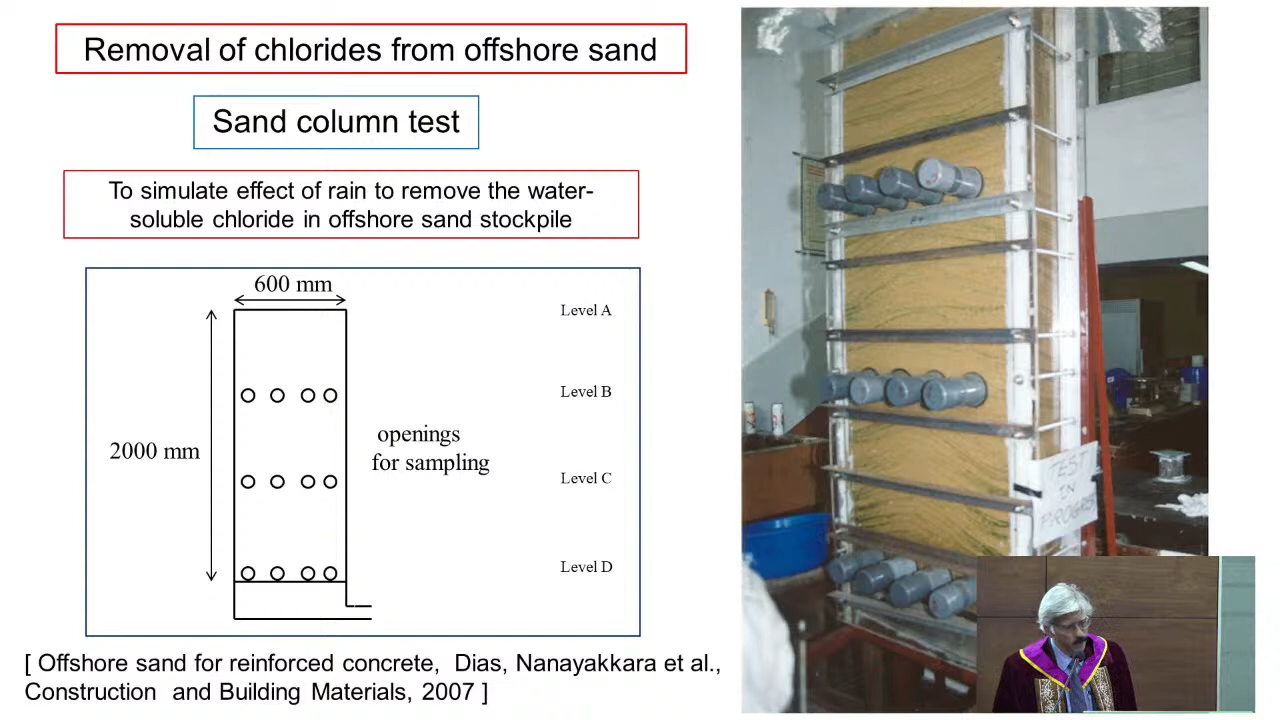 Removal of chlorides from offshore sand
Sand column test
To simulate effect of rain to remove the water-
soluble chloride in offshore sand stockpile
600 mm
Level A
Level B
2000 mm
openings
for sampling
Level C
Level D
[ Offshore sand for reinforced concrete, Dias, Nanayakkara et al.,
Construction and Building Materials, 2007 ]
TEST
IN
PROGRS